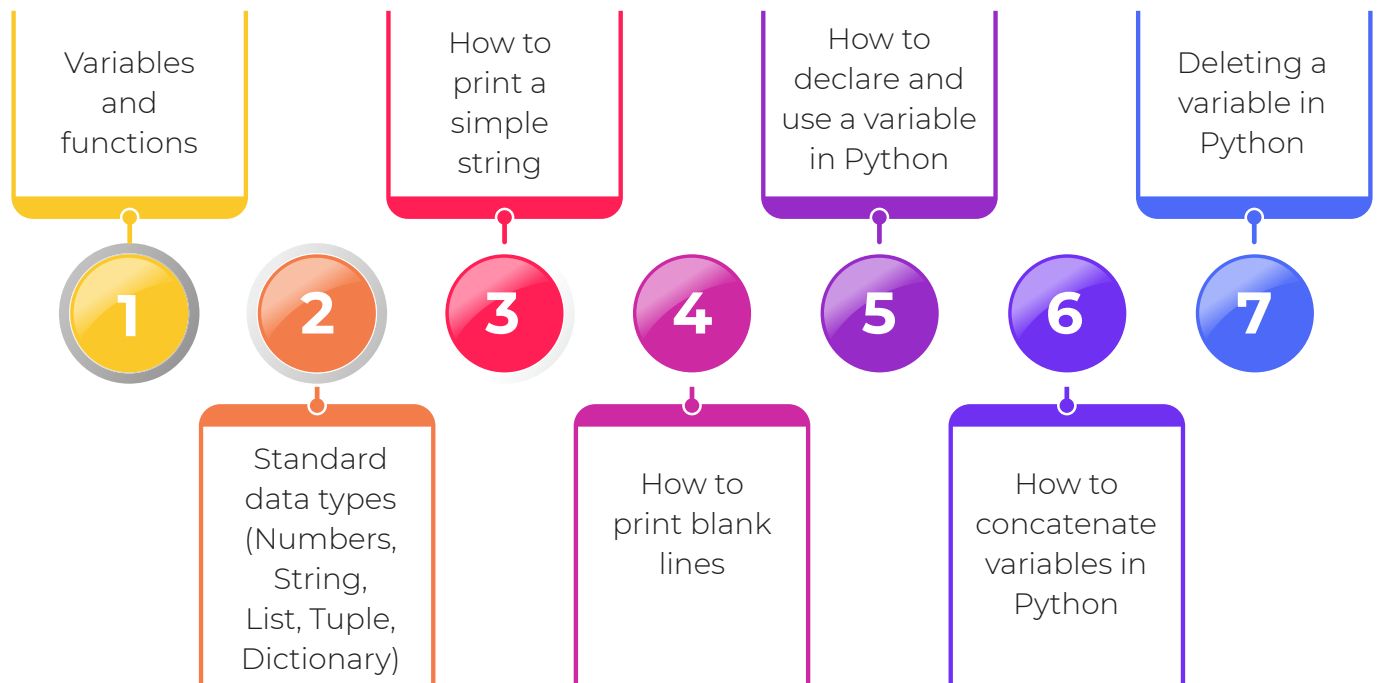 Variables
and
functions
1
Standard
data types
(Numbers,
String,
List, Tuple,
Dictionary)
2
How to
print a
simple
string
3
How to
print blank
lines
4
How to
declare and
use a variable
in Python
5
How to
concatenate
variables in
Python
6
Deleting a
variable in
Python
7